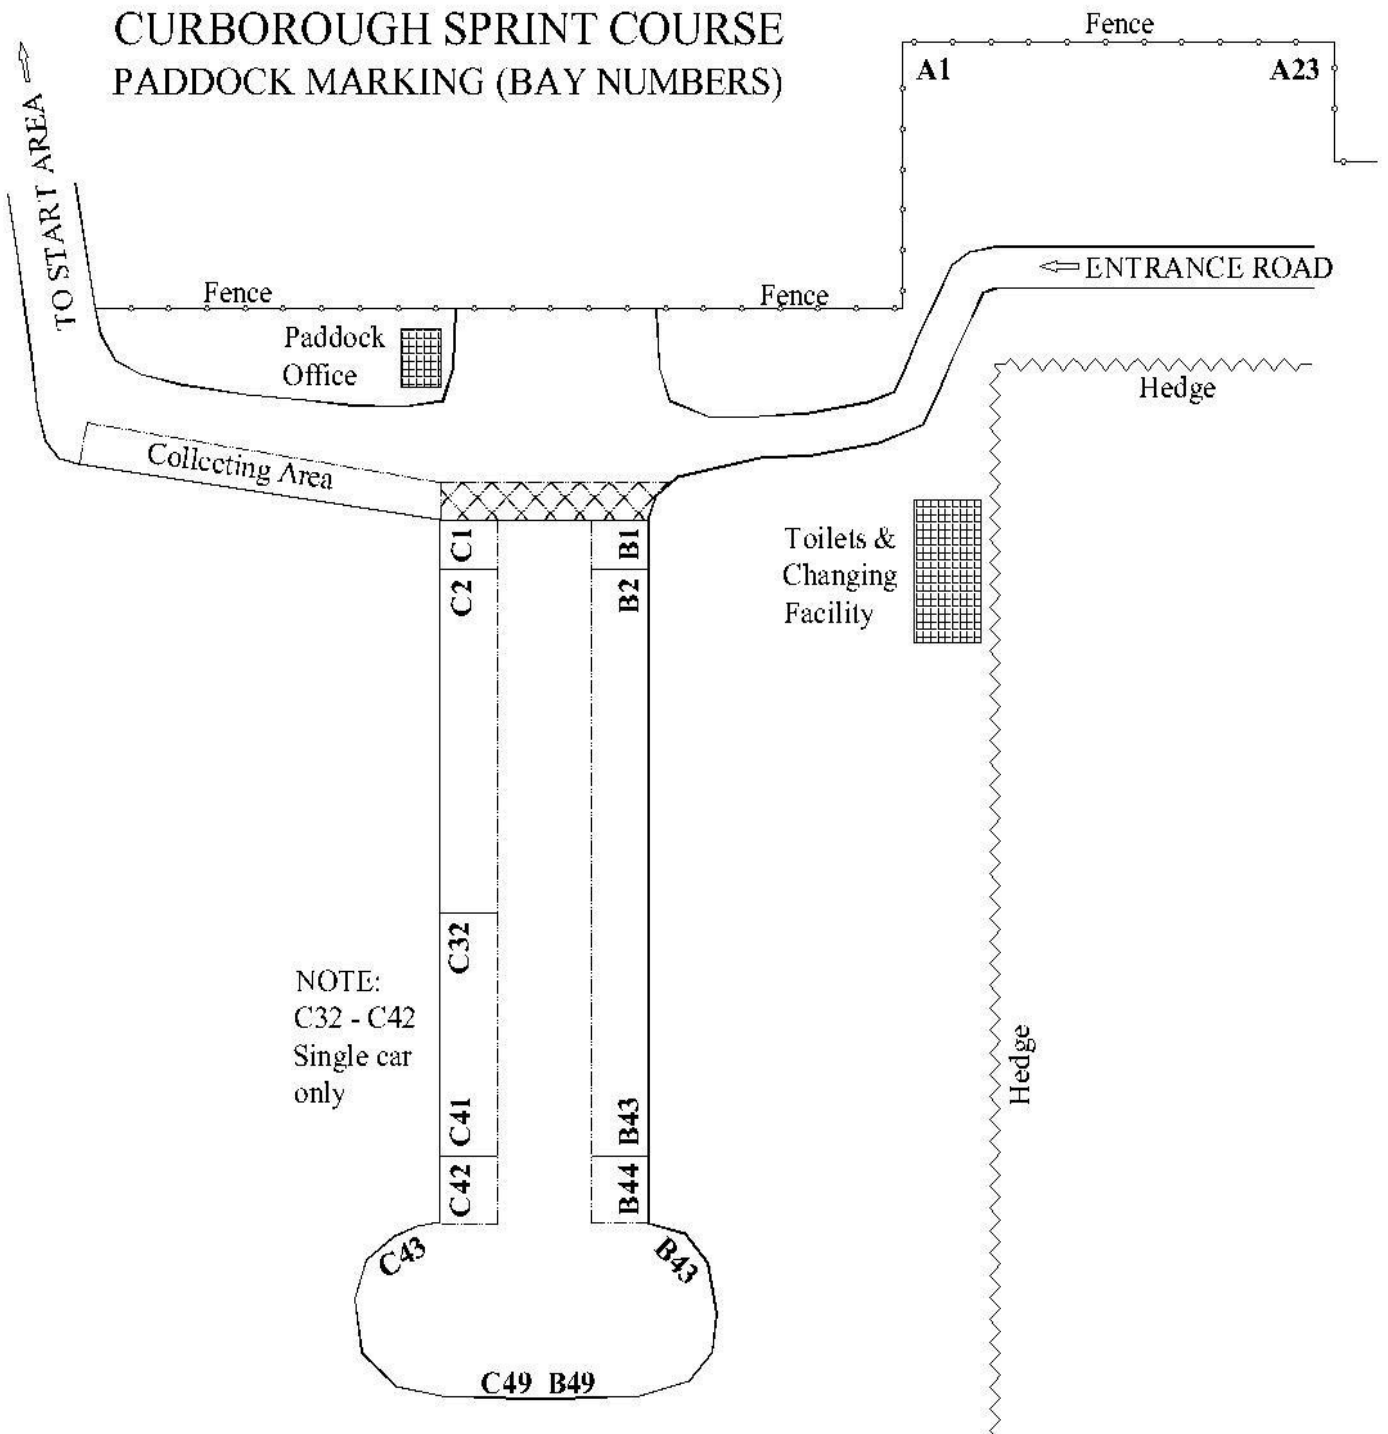 CURBOROUGH SPRINT COURSE
PADDOCK MARKING (BAY NUMBERS)
Fence
A1
A23
TO START AREA
ENTRANCE ROAD
Fence
Fence
Paddock
Office
Hedge
Collecting Area
C1
B1
C2
B2
Toilets &
Changing
Facility
C32
NOTE:
C32 - C42
Single car
only
Hedge
C41
B43
C42
B44
C43
B43
C49 B49